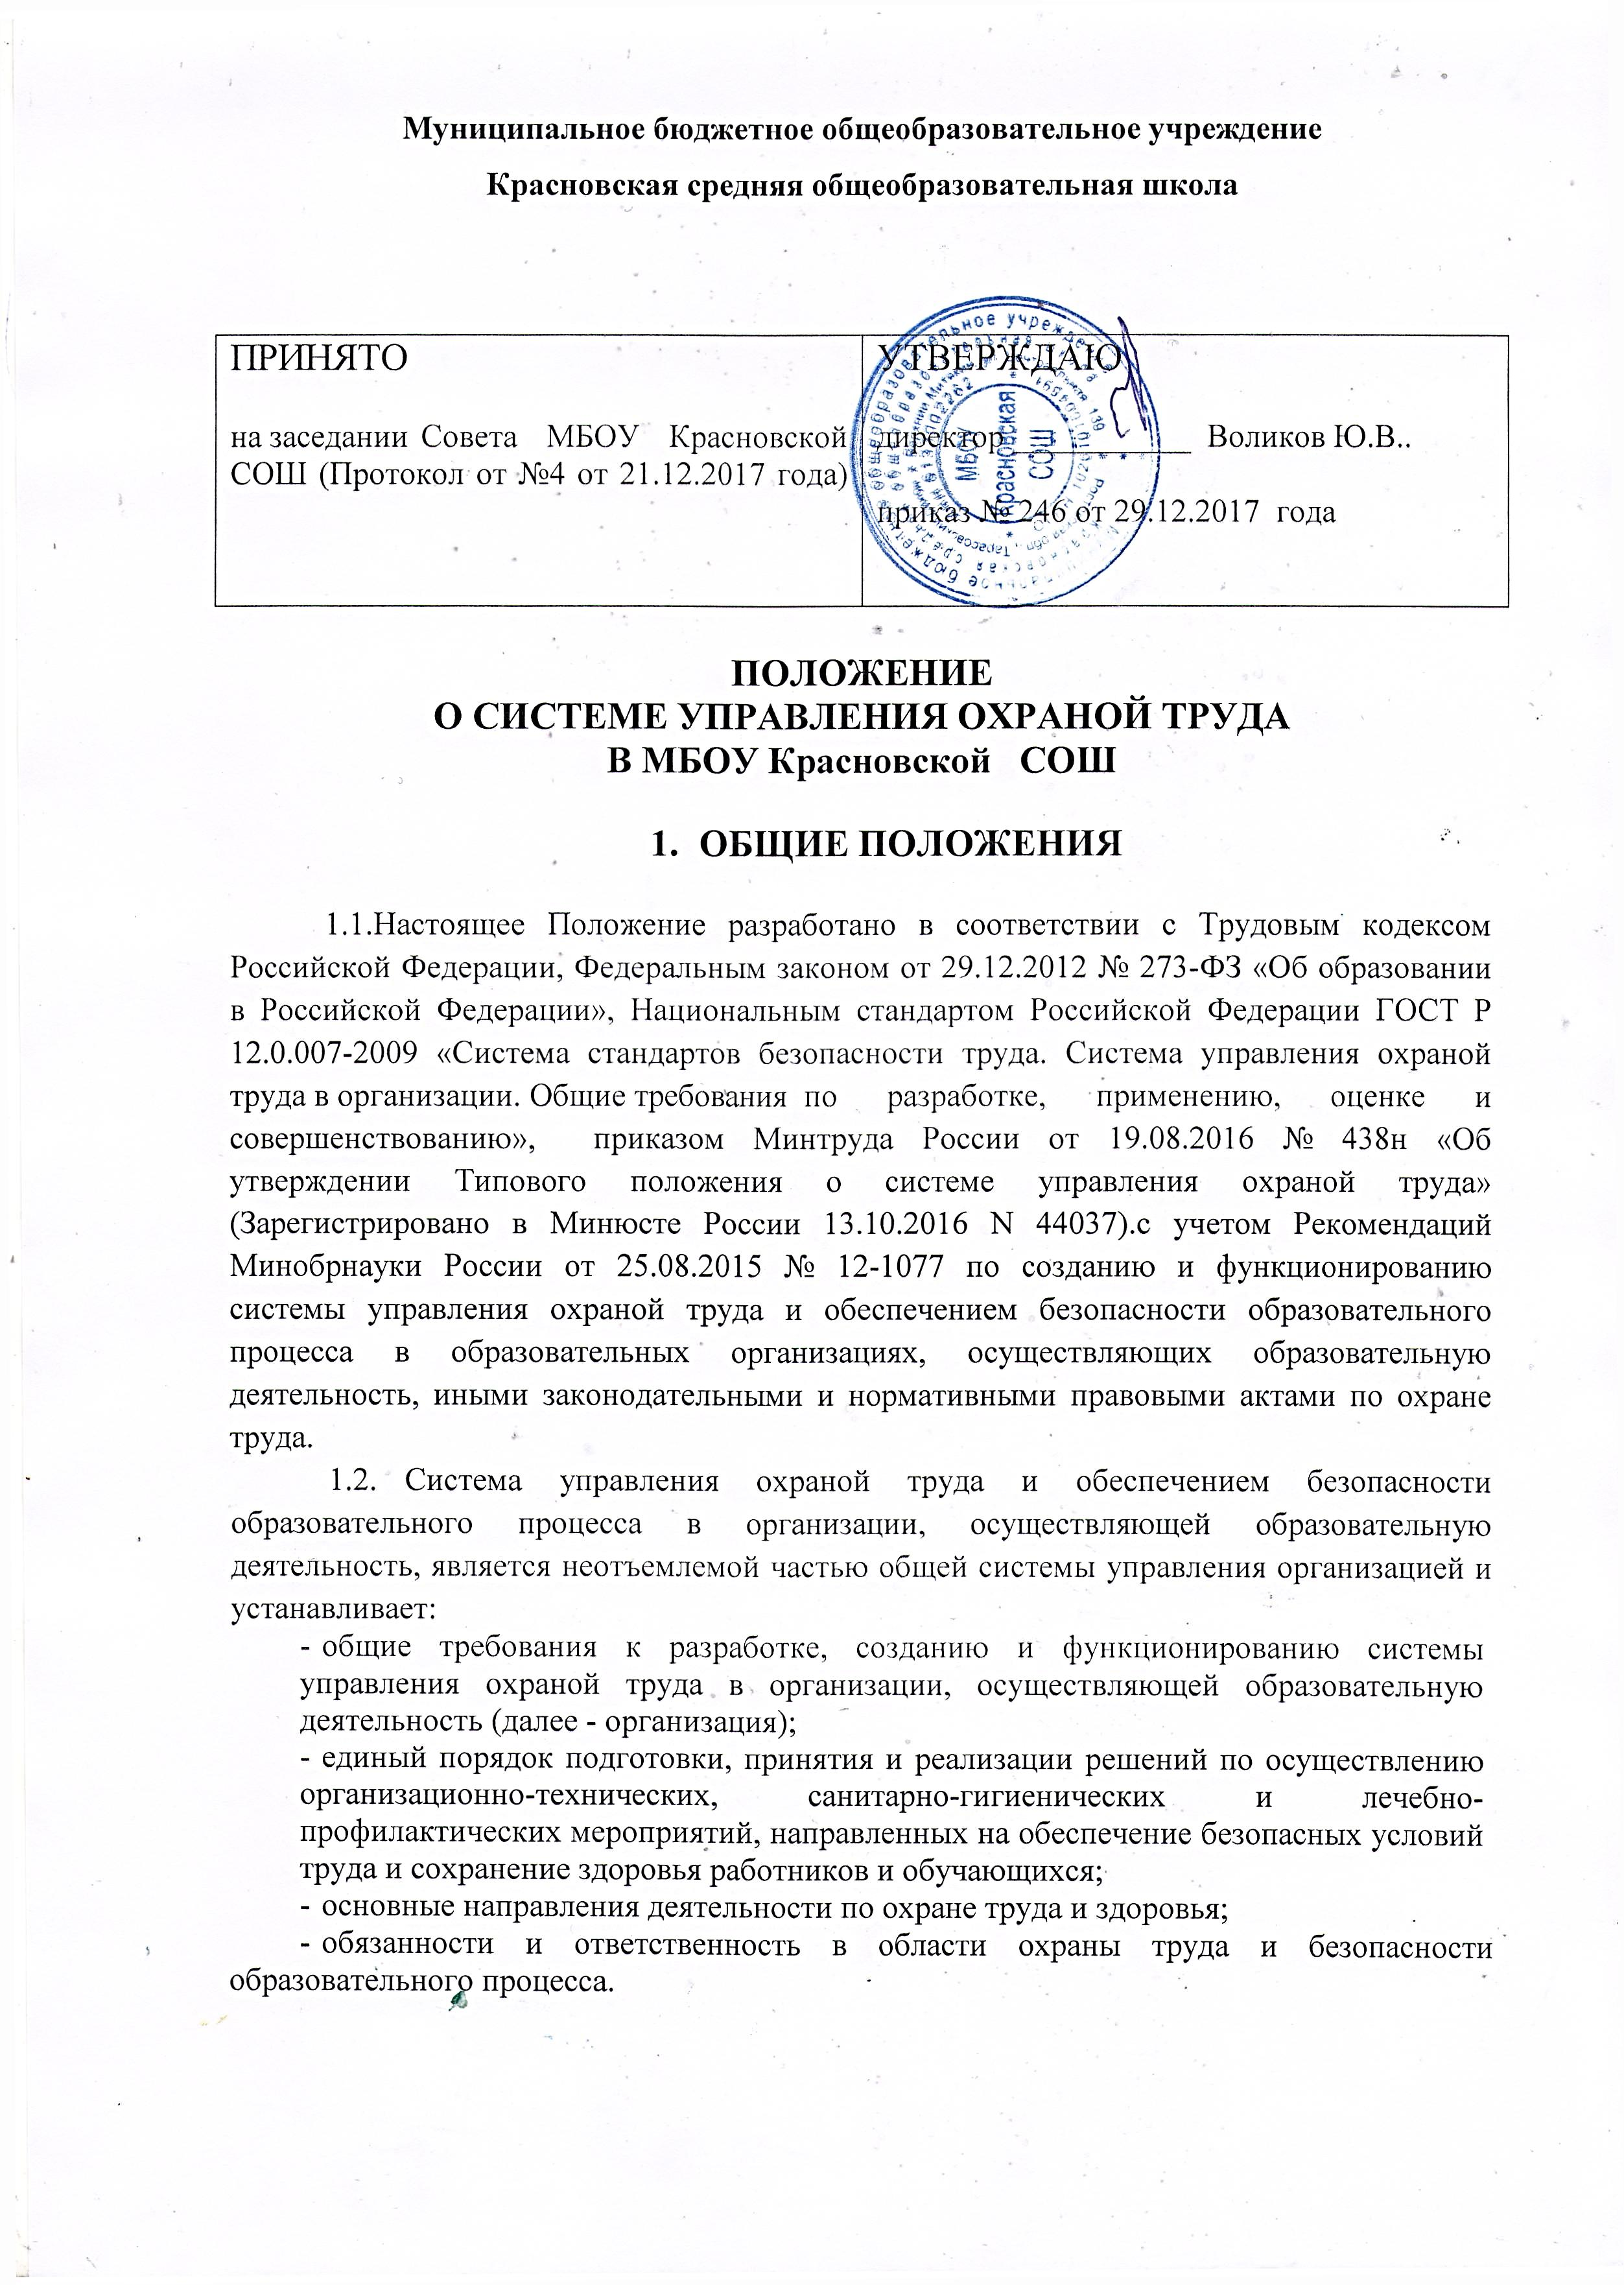 Муниципальное бюджетное общеобразовательное учреждение
Красновская средняя общеобразовательная школа
ПРИНЯТО
на заседании Совета МБОУ Красновской
СОШ (Протокол от №4 от 21.12.2017 года)
УТВЕРЖДАЮ
директор____________ Воликов Ю.В..
приказ № 246 от 29.12.2017 года
МБОУ
Красновская
СОШ
ПОЛОЖЕНИЕ
О СИСТЕМЕ УПРАВЛЕНИЯ ОХРАНОЙ ТРУДА
В МБОУ Красновской СОШ
1. ОБЩИЕ ПОЛОЖЕНИЯ
1.1.Настоящее Положение разработано в соответствии с Трудовым кодексом
Российской Федерации, Федеральным законом от 29.12.2012 № 273-ФЗ «Об образовании
в Российской Федерации», Национальным стандартом Российской Федерации ГОСТ Р
12.0.007-2009 «Система стандартов безопасности труда. Система управления охраной
труда в организации. Общие требования по разработке, применению, оценке и
совершенствованию», приказом Минтруда России от 19.08.2016 № 438н «Об
утверждении Типового положения о системе управления охраной труда»
(Зарегистрировано в Минюсте России 13.10.2016 N 44037).с учетом Рекомендаций
Минобрнауки России от 25.08.2015 № 12-1077 по созданию и функционированию
системы управления охраной труда и обеспечением безопасности образовательного
процесса в образовательных организациях, осуществляющих образовательную
деятельность, иными законодательными и нормативными правовыми актами по охране
труда.
1.2. Система управления охраной труда и обеспечением безопасности
образовательного процесса в организации, осуществляющей образовательную
деятельность, является неотъемлемой частью общей системы управления организацией и
устанавливает:
- общие требования к разработке, созданию и функционированию системы
управления охраной труда в организации, осуществляющей образовательную
деятельность (далее - организация);
- единый порядок подготовки, принятия и реализации решений по осуществлению
организационно-технических, санитарно-гигиенических и лечебно-
профилактических мероприятий, направленных на обеспечение безопасных условий
труда и сохранение здоровья работников и обучающихся;
- основные направления деятельности по охране труда и здоровья;
- обязанности и ответственность в области охраны труда и безопасности
образовательного процесса.